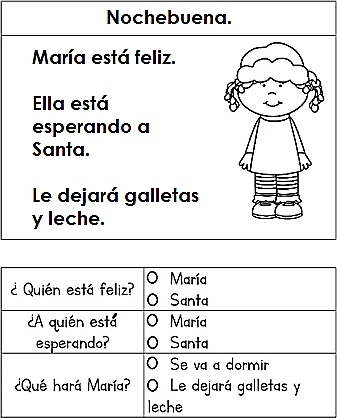 Nochebuena.
María está feliz.
Ella está
esperando a
Santa.
Le dejará galletas
y leche.
¿ Quién está feliz?
O María
O Santa
¿A quién está
esperando?
O María
O Santa
¿Qué hará María?
O Se va a dormir
O Le dejará galletas y
leche